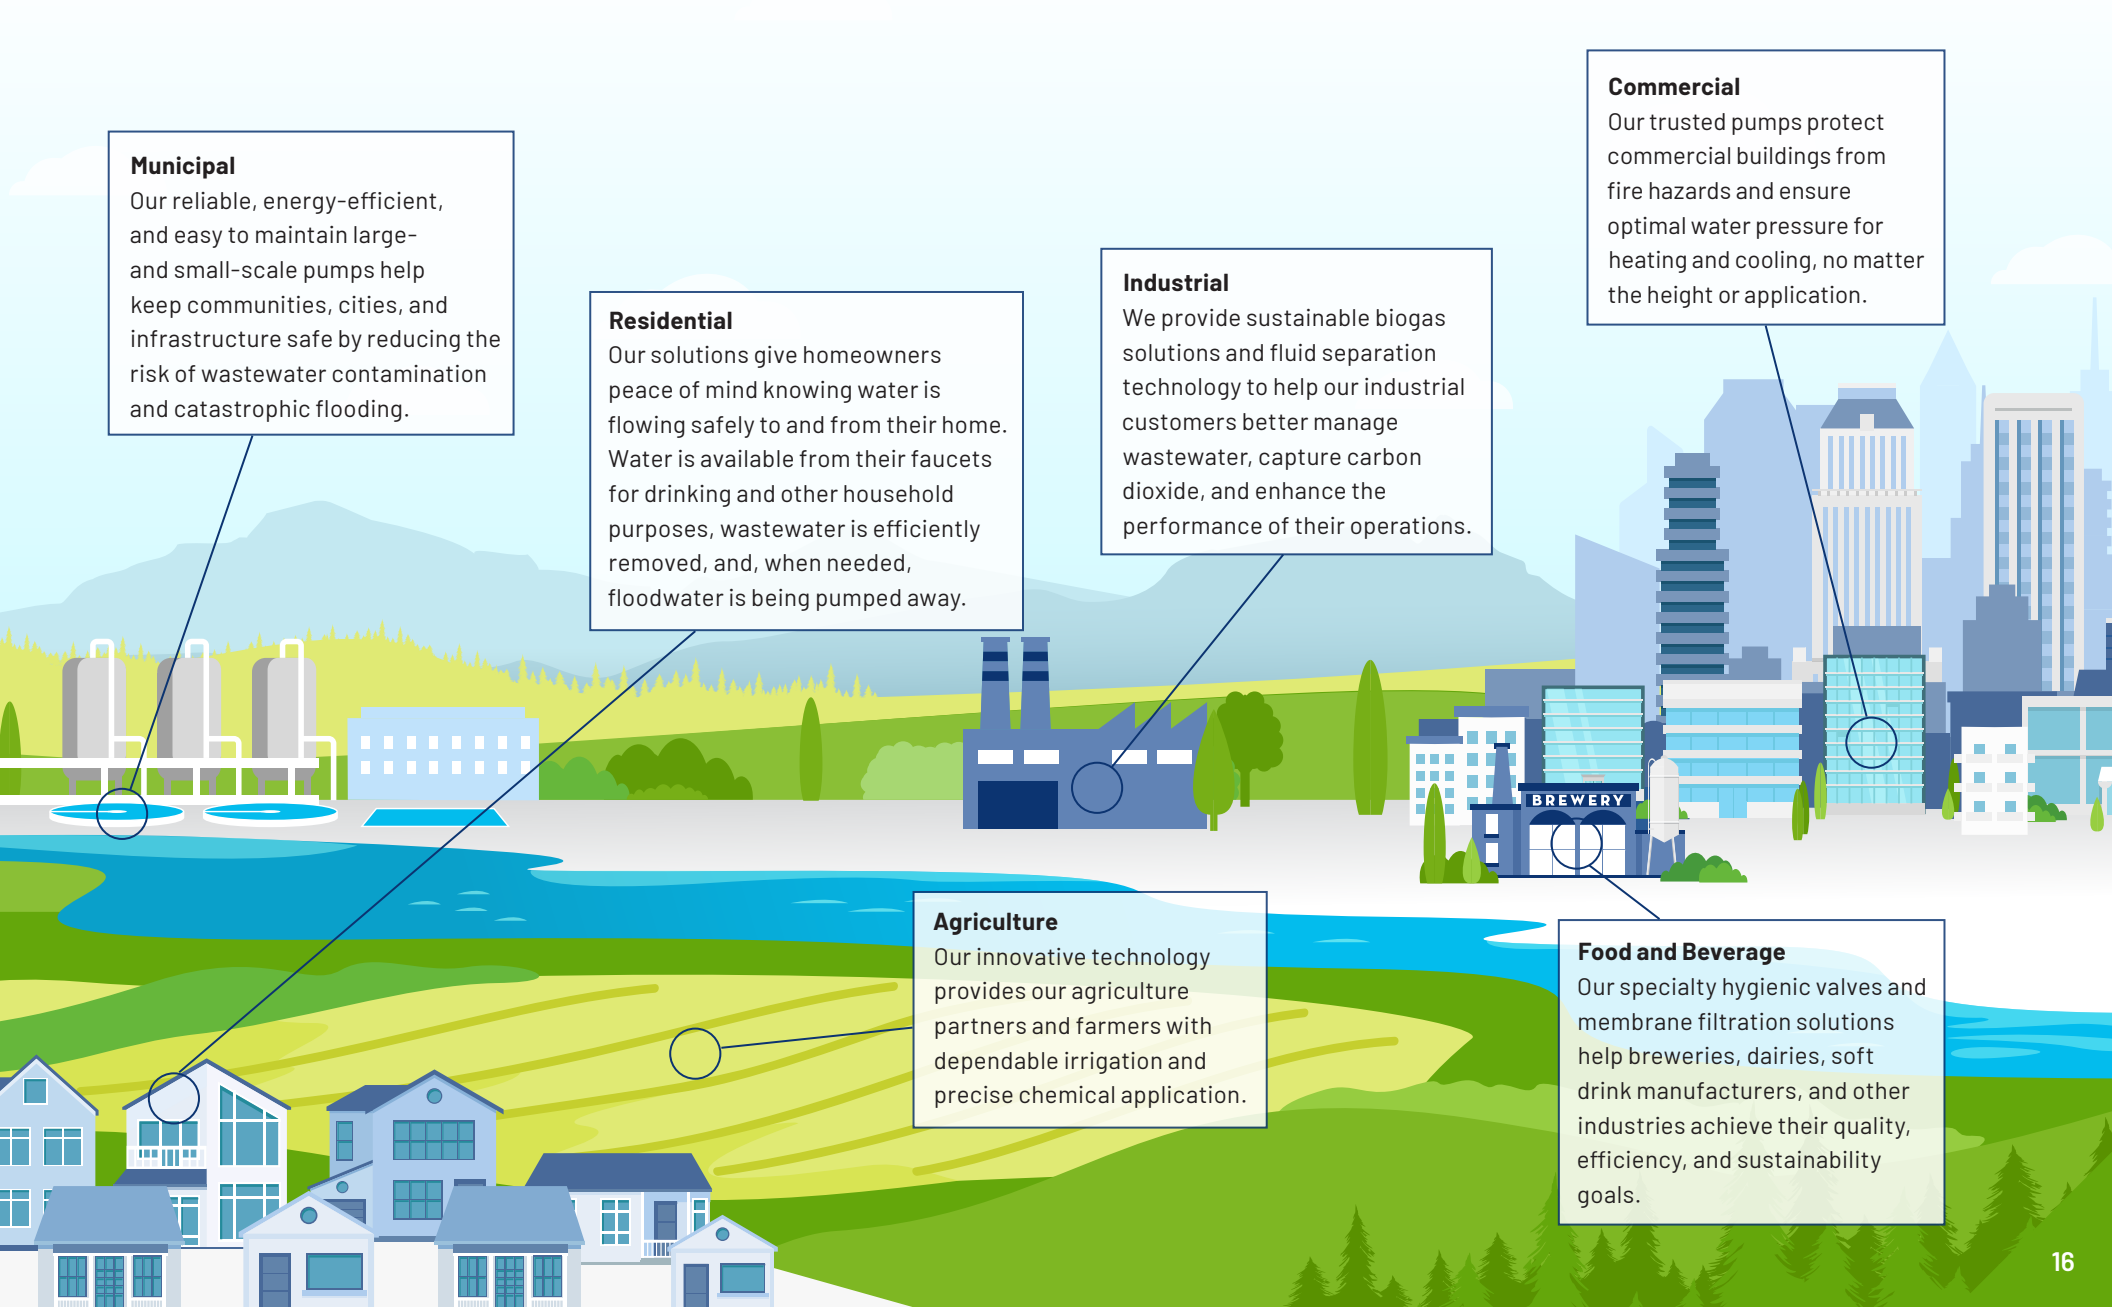 Municipal
Our reliable, energy-efficient,
and easy to maintain large-
and small-scale pumps help
keep communities, cities, and
infrastructure safe by reducing the
risk of wastewater contamination
and catastrophic flooding.
Residential
Our solutions give homeowners
peace of mind knowing water is
flowing safely to and from their home.
Water is available from their faucets
for drinking and other household
purposes, wastewater is efficiently
removed, and, when needed,
floodwater is being pumped away.
Industrial
We provide sustainable biogas
solutions and fluid separation
technology to help our industrial
customers better manage
wastewater, capture carbon
dioxide, and enhance the
performance of their operations.
Commercial
Our trusted pumps protect
commercial buildings from
fire hazards and ensure
optimal water pressure for
heating and cooling, no matter
the height or application.
BREWERY
Agriculture
Our innovative technology
provides our agriculture
partners and farmers with
dependable irrigation and
precise chemical application.
Food and Beverage
Our specialty hygienic valves and
membrane filtration solutions
help breweries, dairies, soft
drink manufacturers, and other
industries achieve their quality,
efficiency, and sustainability
goals.
16